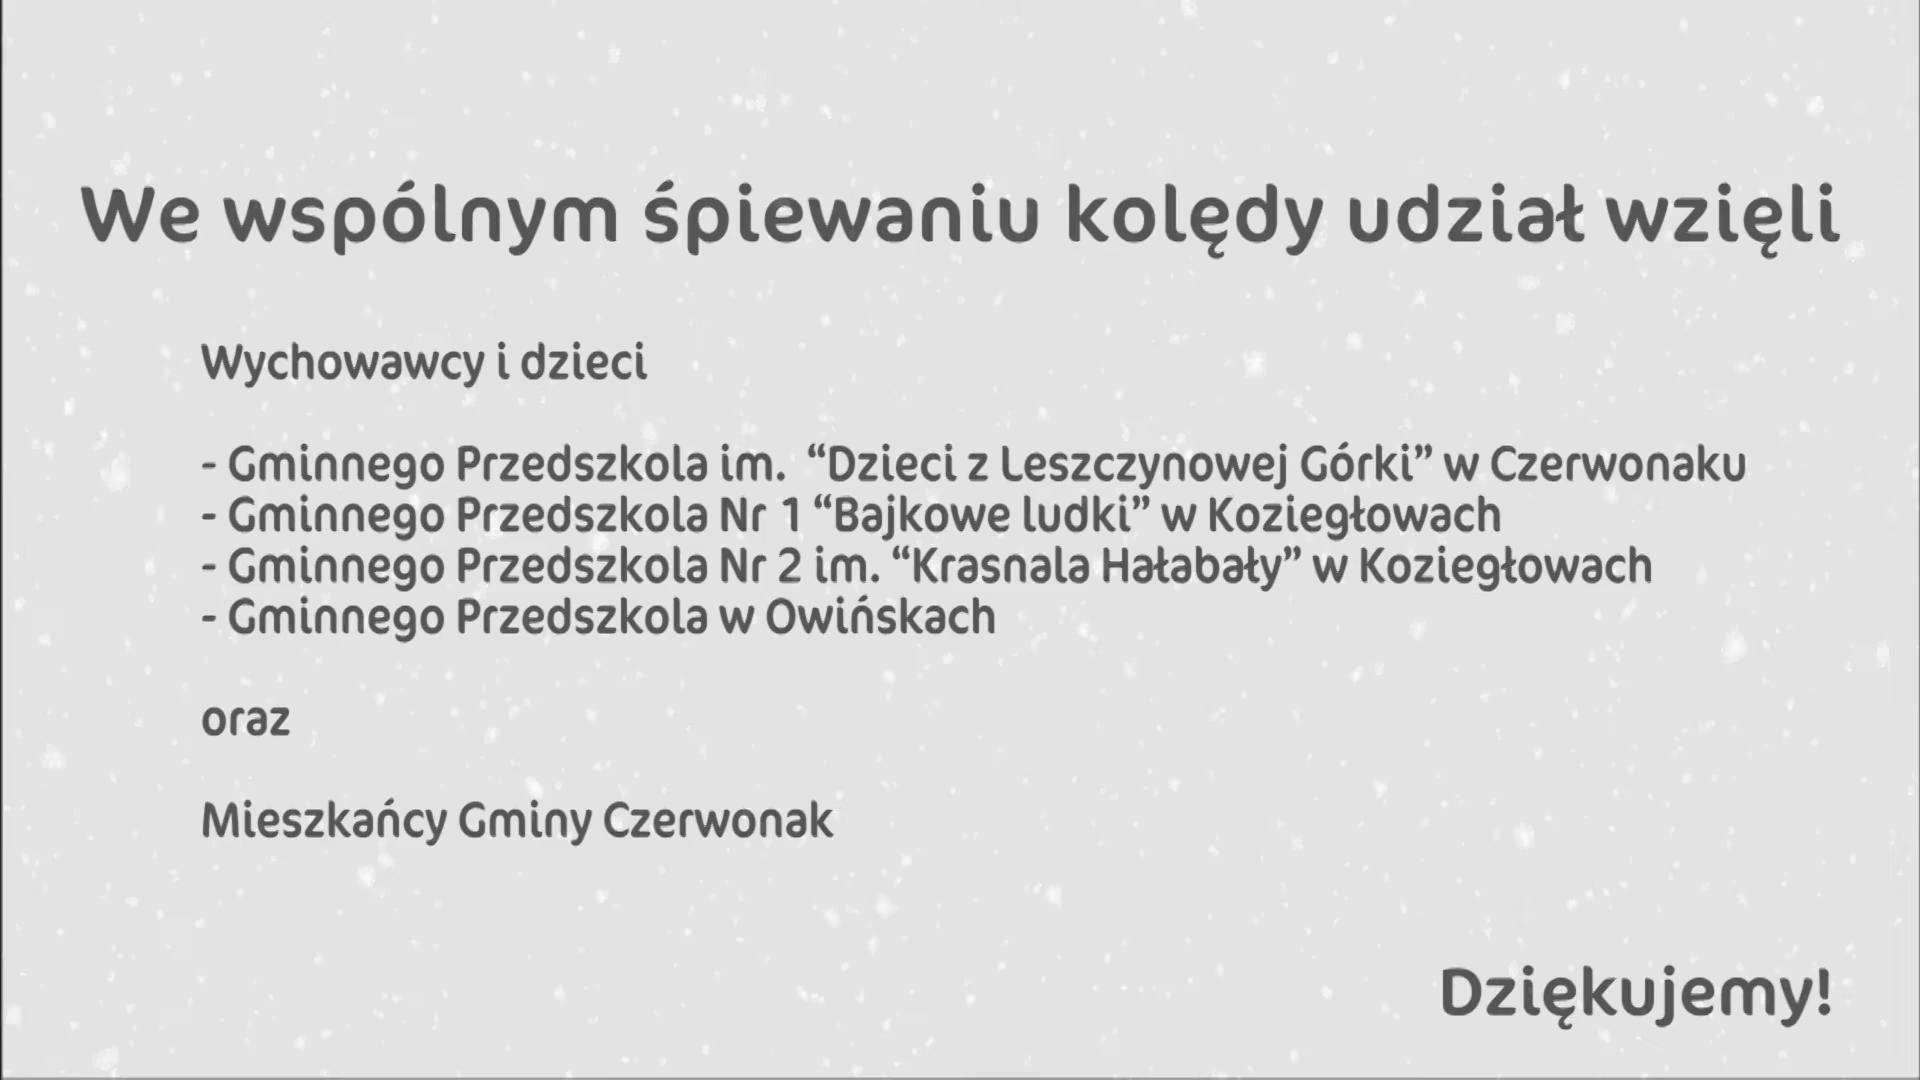 We wspólnym śpiewaniu kolędy udział wzięli
Wychowawcy i dzieci
- Gminnego Przedszkola im. “Dzieci z Leszczynowej Górki” w Czerwonaku
- Gminnego Przedszkola Nr 1 “Bajkowe ludki” w Koziegłowach
- Gminnego Przedszkola Nr 2 im. “Krasnala Hałabały” w Koziegłowach
- Gminnego Przedszkola w Owińskach
oraz
Mieszkańcy Gminy Czerwonak
Dziękujemy!